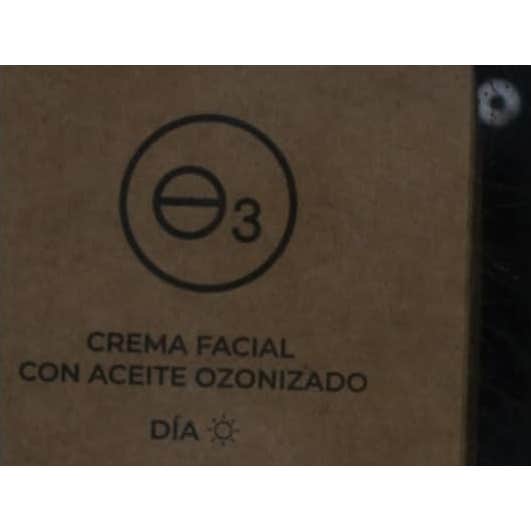 O3
CREMA FACIAL
CON ACEITE OZONIZADO
DÍA